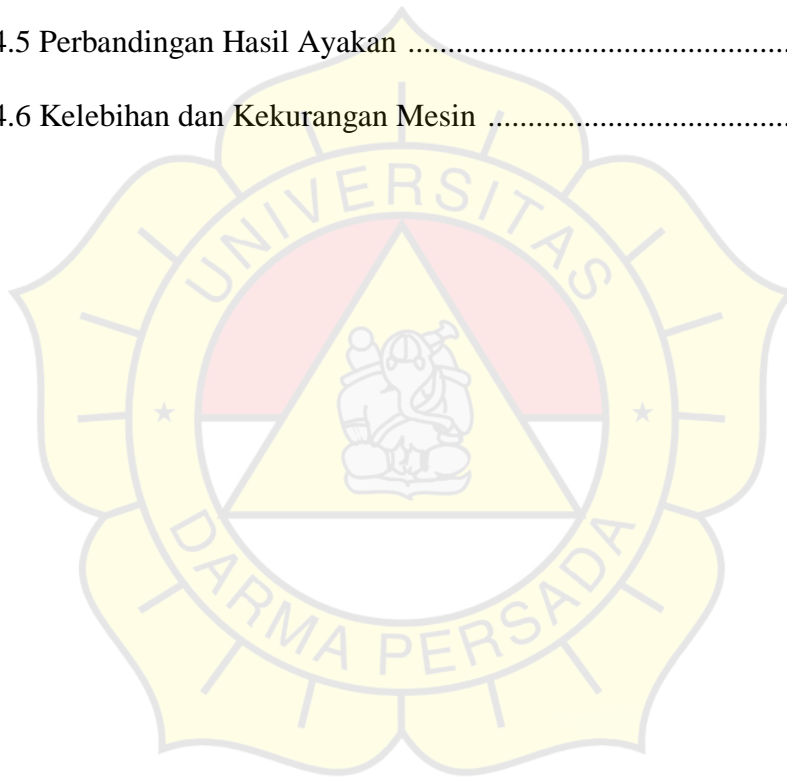 4.5 Perbandingan Hasil Ayakan ........................................
4.6 Kelebihan dan Kekurangan Mesin ................................
UNIVERSITAS
DARMA PERSADA